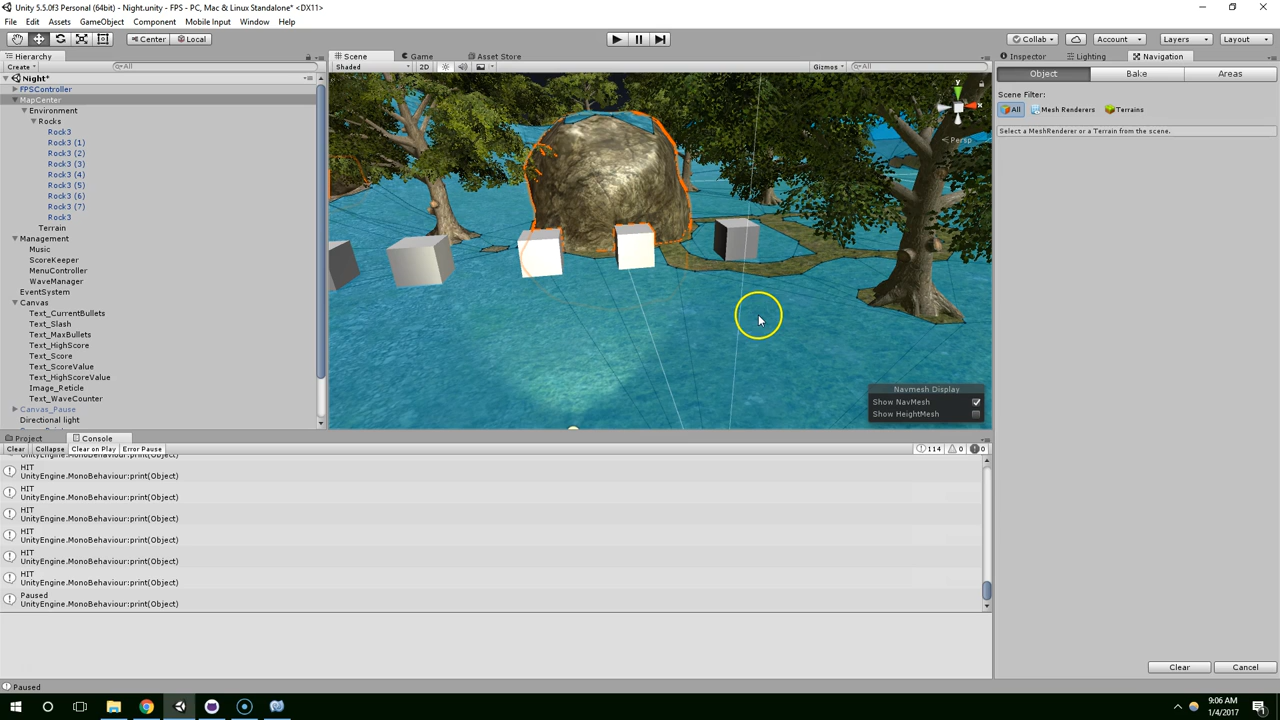 Unity 5.5.0f3 Personal (64bit) - Night.unity - FPS - PC, Mac & Linux Standalone* <DX11>
File Edit Assets GameObject Component Mobile Input Window Help
Center Local Collab Account Layers Layout
Hierarchy
Create All
Night*
FPSController
MapCenter
Environment
Rocks
Rock3
Rock3 (1)
Rock3 (2)
Rock3 (3)
Rock3 (4)
Rock3 (5)
Rock3 (6)
Rock3 (7)
Rock3
Terrain
Management
Music
ScoreKeeper
MenuController
WaveManager
EventSystem
Canvas
Text_CurrentBullets
Text_Slash
Text_MaxBullets
Text_HighScore
Text_Score
Text_ScoreValue
Text_HighScoreValue
Image_Reticle
Text_WaveCounter
Canvas_Pause
Directional light
Scene Game Asset Store
Shaded 2D Gizmos All
y
x
Persp
Navmesh Display
Show NavMesh
Show HeightMesh
Inspector Lighting Navigation
Object Bake Areas
Scene Filter:
All Mesh Renderers Terrains
Select a MeshRenderer or a Terrain from the scene.
Clear Cancel
Project Console
Clear Collapse Clear on Play Error Pause 114 0 0
UnityEngine.MonoBehaviour:print(Object)
HIT
UnityEngine.MonoBehaviour:print(Object)
HIT
UnityEngine.MonoBehaviour:print(Object)
HIT
UnityEngine.MonoBehaviour:print(Object)
HIT
UnityEngine.MonoBehaviour:print(Object)
HIT
UnityEngine.MonoBehaviour:print(Object)
HIT
UnityEngine.MonoBehaviour:print(Object)
Paused
UnityEngine.MonoBehaviour:print(Object)
Paused
9:06 AM
1/4/2017